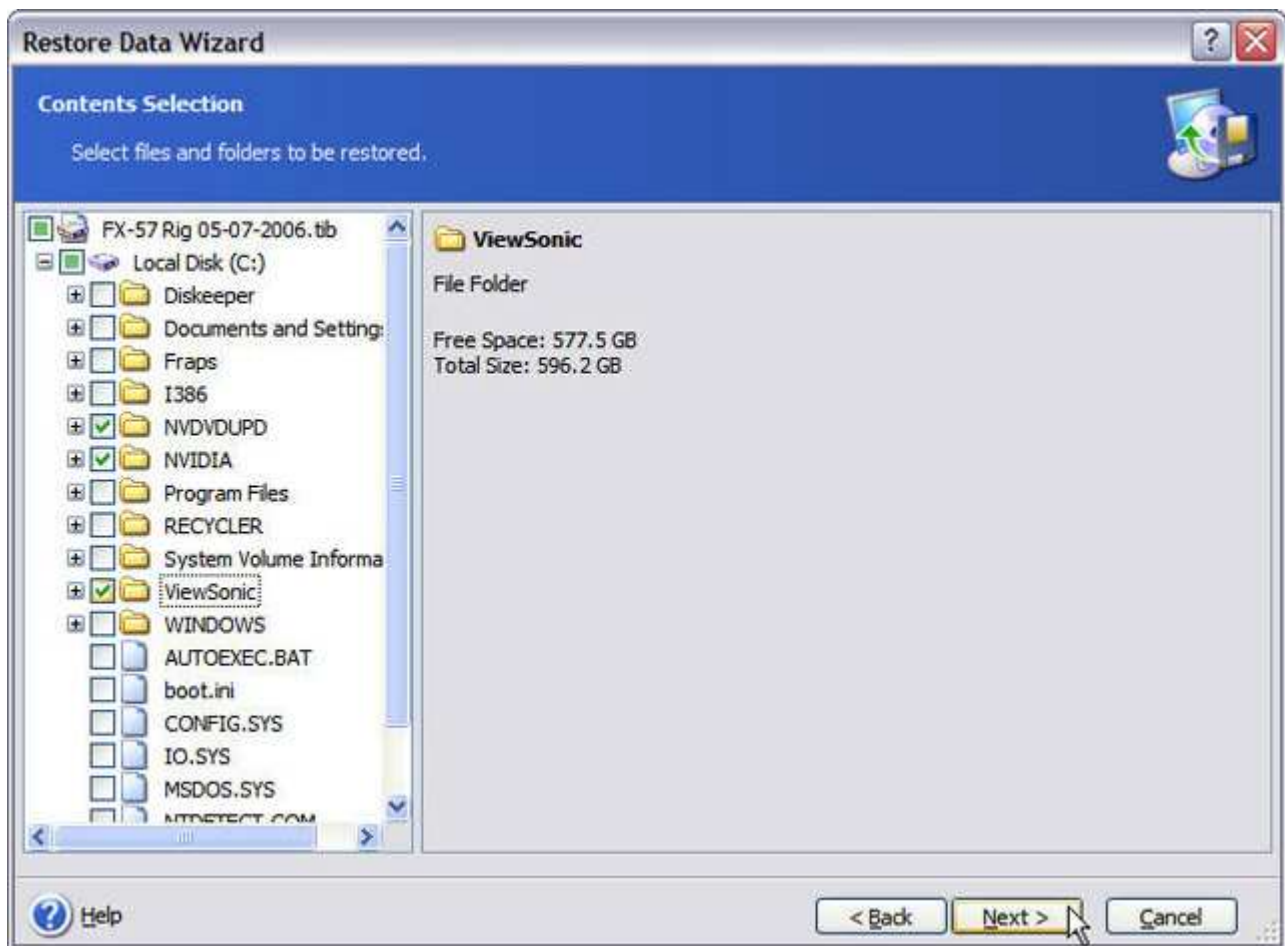 Restore Data Wizard
Contents Selection
Select files and folders to be restored.
FX-57 Rig 05-07-2006.tib
Local Disk (C:)
Diskeeper
Documents and Setting
Fraps
I386
NVDVDUPD
NVIDIA
Program Files
RECYCLER
System Volume Informa
ViewSonic
WINDOWS
AUTOEXEC.BAT
boot.ini
CONFIG.SYS
IO.SYS
MSDOS.SYS
NTDETECT.COM
ViewSonic
File Folder
Free Space: 577.5 GB
Total Size: 596.2 GB
Help
< Back
Next >
Cancel